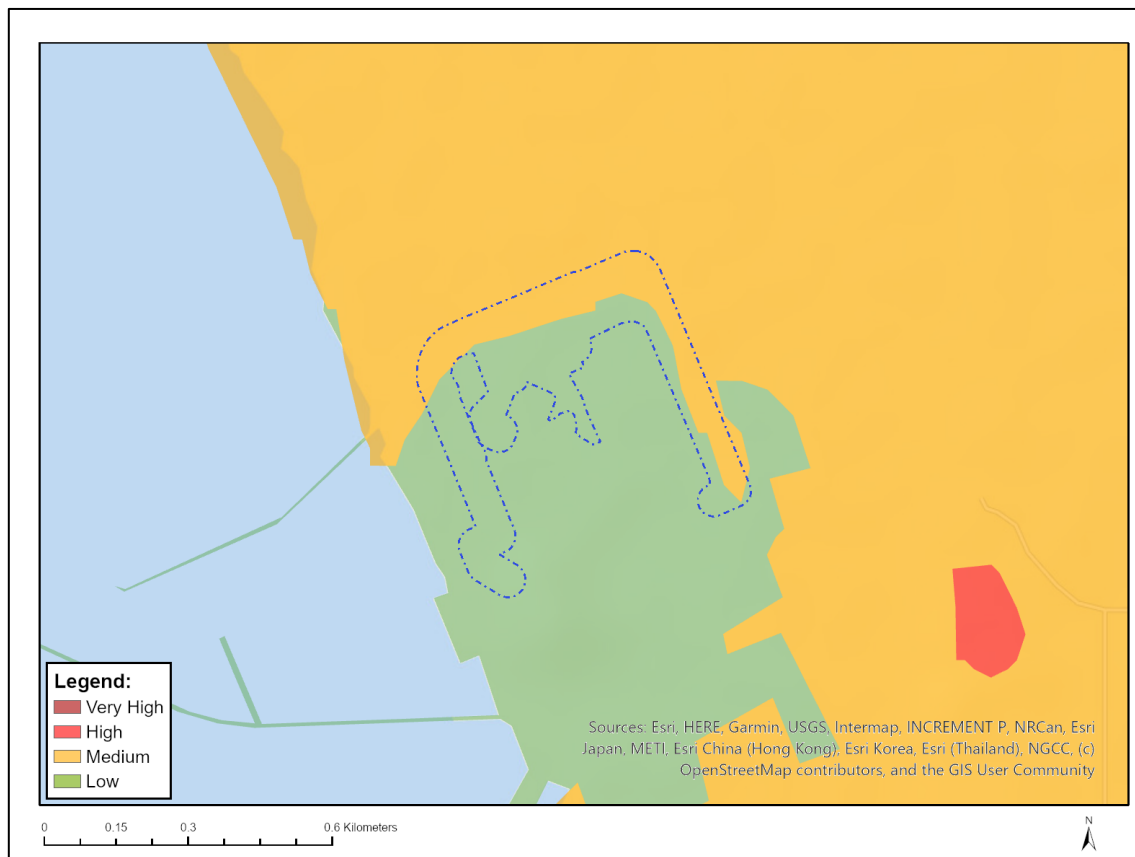 Legend:
Very High
High
Medium
Low
Sources: Esri, HERE, Garmin, USGS, Intermap, INCREMENT P, NRCan, Esri
Japan, METI, Esri China (Hong Kong), Esri Korea, Esri (Thailand), NGCC, (c)
OpenStreetMap contributors, and the GIS User Community
0 0.15 0.3 0.6 Kilometers
N